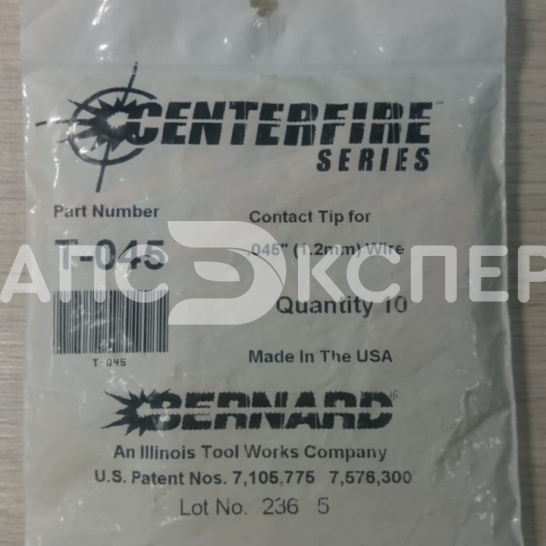 CENTERFIRE
SERIES
Part Number
T-045
T-045
Contact Tip for
.045" (1.2mm) Wire
Quantity 10
Made In The USA
BERNARD®
An Illinois Tool Works Company
U.S. Patent Nos. 7,105,775 7,576,300
Lot No. 236 5
АПСЭКСПЕР